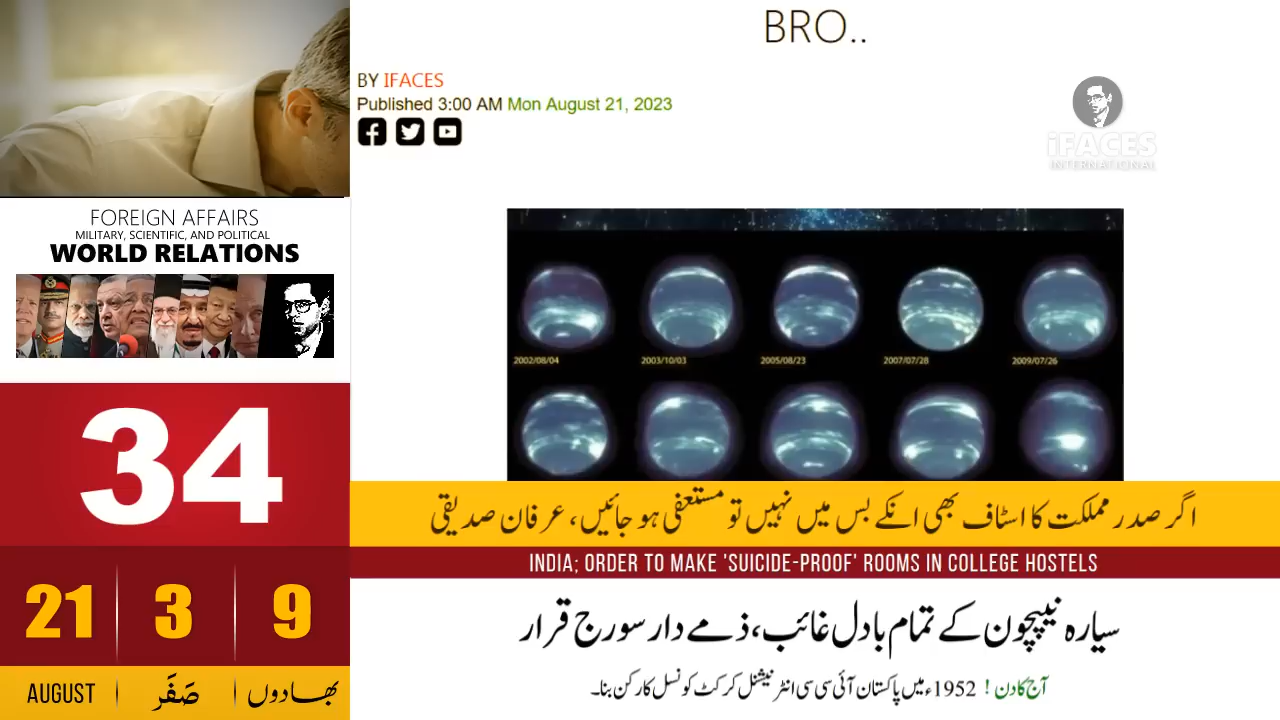 BRO..
BY IFACES
Published 3:00 AM Mon August 21, 2023
iFACES
INTERNATIONAL
FOREIGN AFFAIRS
MILITARY, SCIENTIFIC, AND POLITICAL
WORLD RELATIONS
2002/08/04 2003/10/03 2005/08/23 2007/07/28 2009/07/26
34
اگر صدر مملکت کا اسٹاف بھی انکے بس میں نہیں تو مستعفی ہو جائیں، عرفان صدیقی
INDIA; ORDER TO MAKE 'SUICIDE-PROOF' ROOMS IN COLLEGE HOSTELS
21 3 9
سیارہ نیپچون کے تمام بادل غائب، ذمے دار سورج قرار
AUGUST صَفَر بھادوں
آج کا دن ! 1952ء میں پاکستان آئی سی سی انٹرنیشنل کرکٹ کونسل کا رکن بنا۔